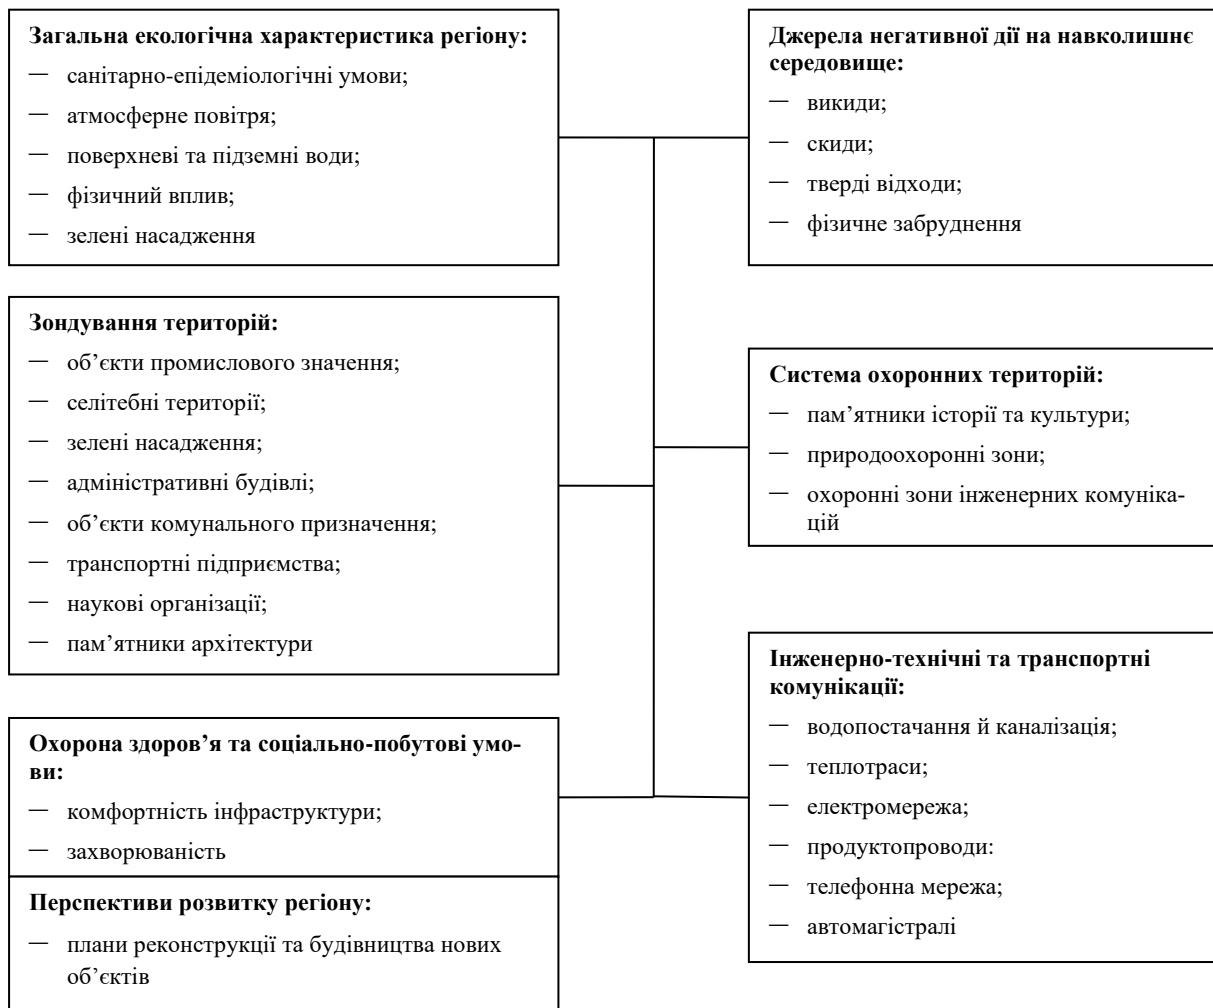 Загальна екологічна характеристика регіону:
— санітарно-епідеміологічні умови;
— атмосферне повітря;
— поверхневі та підземні води;
— фізичний вплив;
— зелені насадження
Зондування територій:
— об’єкти промислового значення;
— селітебні території;
— зелені насадження;
— адміністративні будівлі;
— об’єкти комунального призначення;
— транспортні підприємства;
— наукові організації;
— пам’ятники архітектури
Охорона здоров’я та соціально-побутові умо-
ви:
— комфортність інфраструктури;
— захворюваність
Перспективи розвитку регіону:
— плани реконструкції та будівництва нових
об’єктів
Джерела негативної дії на навколишнє
середовище:
— викиди;
— скиди;
— тверді відходи;
— фізичне забруднення
Система охоронних територій:
— пам’ятники історії та культури;
— природоохоронні зони;
— охоронні зони інженерних комуніка-
цій
Інженерно-технічні та транспортні
комунікації:
— водопостачання й каналізація;
— теплотраси;
— електромережа;
— продуктопроводи:
— телефонна мережа;
— автомагістралі